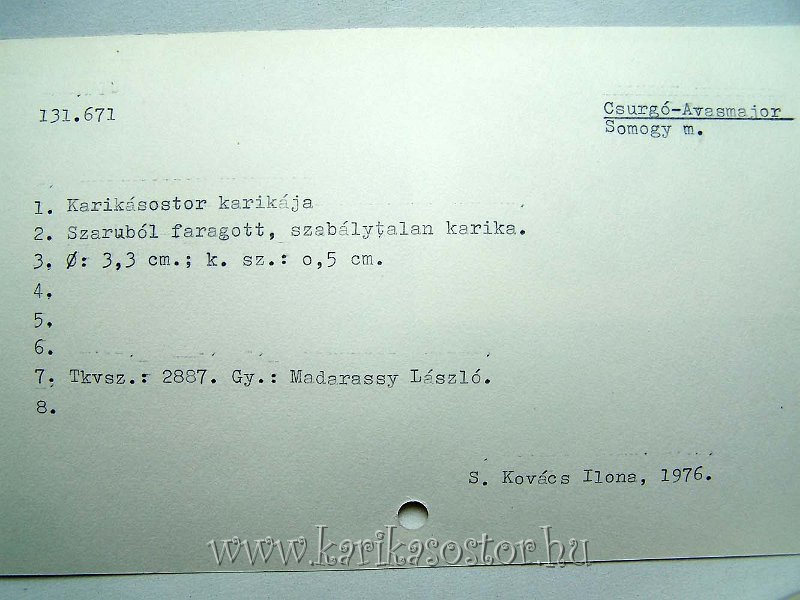 131.671
Csurgó-Avasmajor
Somogy m.
1. Karikásostor karikája
2. Szaruból faragott, szabálytalan karika.
3. Ø: 3,3 cm.; k. sz.: o,5 cm.
4.
5.
6.
7. Tkvsz.: 2887. Gy.: Madarassy László.
8.
S. Kovács Ilona, 1976.
www.karikasostor.hu